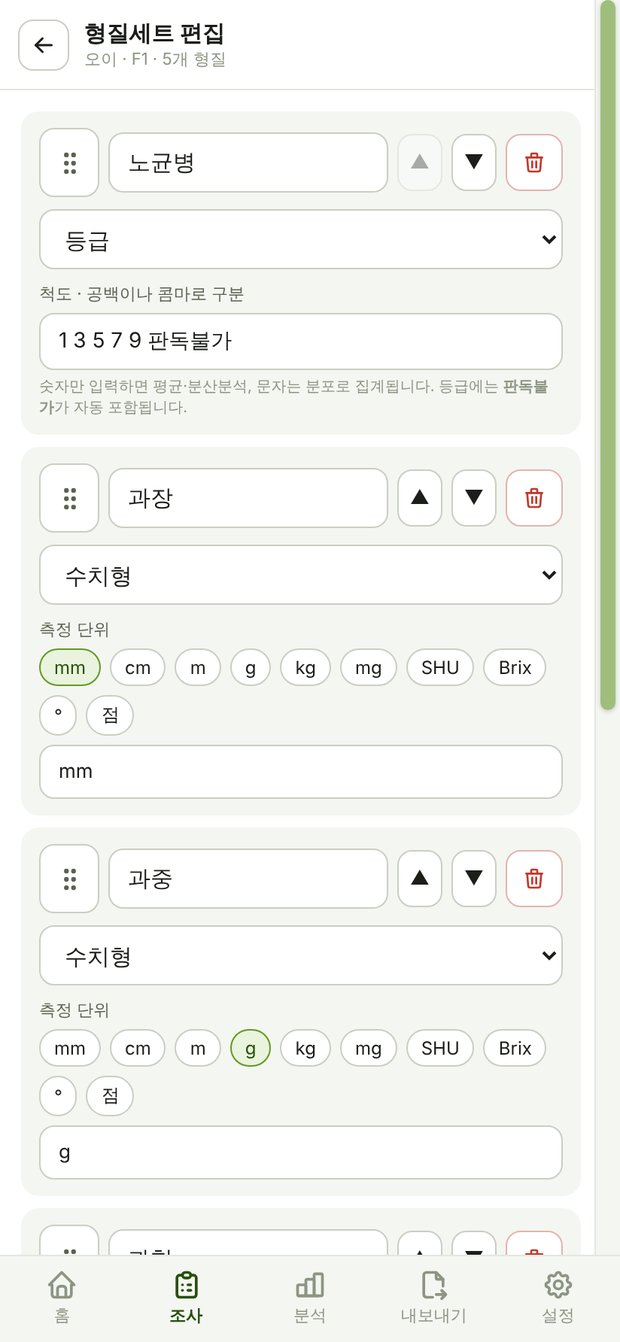 형질세트 편집
오이 · F1 · 5개 형질
노균병
등급
척도 · 공백이나 콤마로 구분
1 3 5 7 9 판독불가
숫자만 입력하면 평균·분산분석, 문자는 분포로 집계됩니다. 등급에는 판독불
가가 자동 포함됩니다.
과장
수치형
측정 단위
mm cm m g kg mg SHU Brix
° 점
mm
과중
수치형
측정 단위
mm cm m g kg mg SHU Brix
° 점
g
홈 조사 분석 내보내기 설정